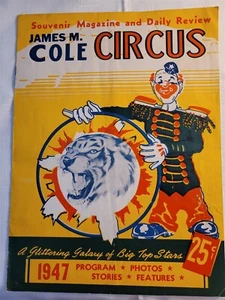 Souvenir Magazine and Daily Review
JAMES M. COLE CIRCUS
A Glittering Galaxy of Big Top Stars
25¢
1947 PROGRAM ★ PHOTOS ★
STORIES ★ FEATURES ★